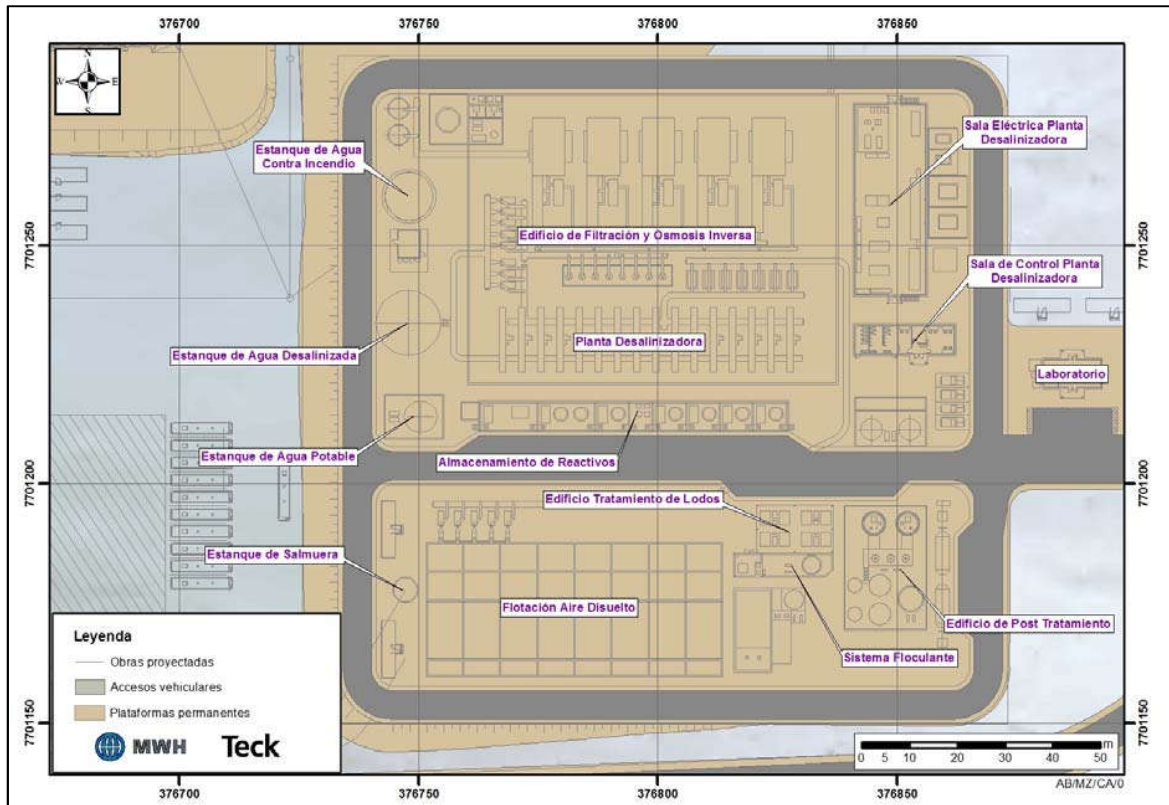 376700
376750
376800
376850
N
W
E
S
Estanque de Agua
Contra Incendio
Sala Eléctrica Planta
Desalinizadora
7701250
7701250
Edificio de Filtración y Osmosis Inversa
Sala de Control Planta
Desalinizadora
Estanque de Agua Desalinizada
Planta Desalinizadora
Laboratorio
Estanque de Agua Potable
Almacenamiento de Reactivos
7701200
7701200
Edificio Tratamiento de Lodos
Estanque de Salmuera
Flotación Aire Disuelto
Edificio de Post Tratamiento
Sistema Floculante
Leyenda
Obras proyectadas
Accesos vehiculares
Plataformas permanentes
MWH
Teck
7701150
7701150
m
0 5 10 20 30 40 50
AB/MZ/CA/0
376700
376750
376800
376850